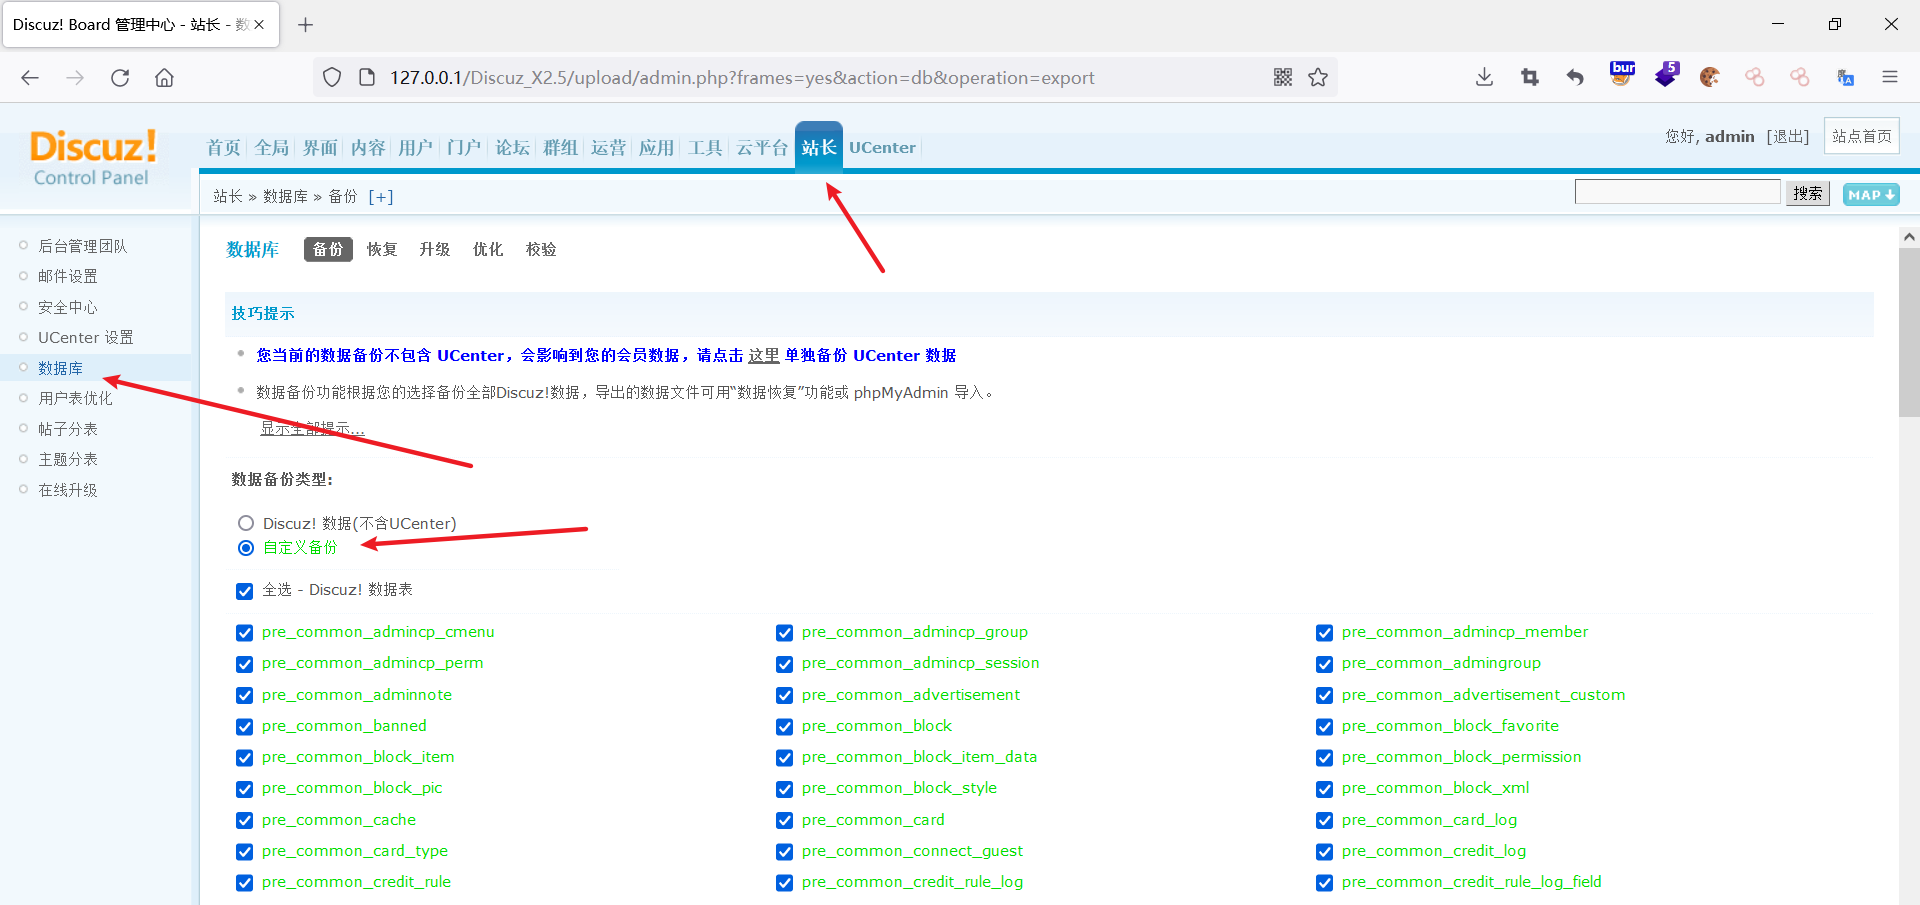 Discuz! Board 管理中心 - 站长 - 数
127.0.0.1/Discuz_X2.5/upload/admin.php?frames=yes&action=db&operation=export
bur
5
Discuz!
Control Panel
首页 全局 界面 内容 用户 门户 论坛 群组 运营 应用 工具 云平台 站长 UCenter
您好, admin [退出] 站点首页
站长 » 数据库 » 备份 [+]
搜索 MAP
后台管理团队
邮件设置
安全中心
UCenter 设置
数据库
用户表优化
帖子分表
主题分表
在线升级
数据库 备份 恢复 升级 优化 校验
技巧提示
您当前的数据备份不包含 UCenter，会影响到您的会员数据，请点击 这里 单独备份 UCenter 数据
数据备份功能根据您的选择备份全部Discuz!数据，导出的数据文件可用“数据恢复”功能或 phpMyAdmin 导入。
显示全部提示...
数据备份类型:
Discuz! 数据(不含UCenter)
自定义备份
全选 - Discuz! 数据表
pre_common_admincp_cmenu pre_common_admincp_group pre_common_admincp_member
pre_common_admincp_perm pre_common_admincp_session pre_common_admingroup
pre_common_adminnote pre_common_advertisement pre_common_advertisement_custom
pre_common_banned pre_common_block pre_common_block_favorite
pre_common_block_item pre_common_block_item_data pre_common_block_permission
pre_common_block_pic pre_common_block_style pre_common_block_xml
pre_common_cache pre_common_card pre_common_card_log
pre_common_card_type pre_common_connect_guest pre_common_credit_log
pre_common_credit_rule pre_common_credit_rule_log pre_common_credit_rule_log_field